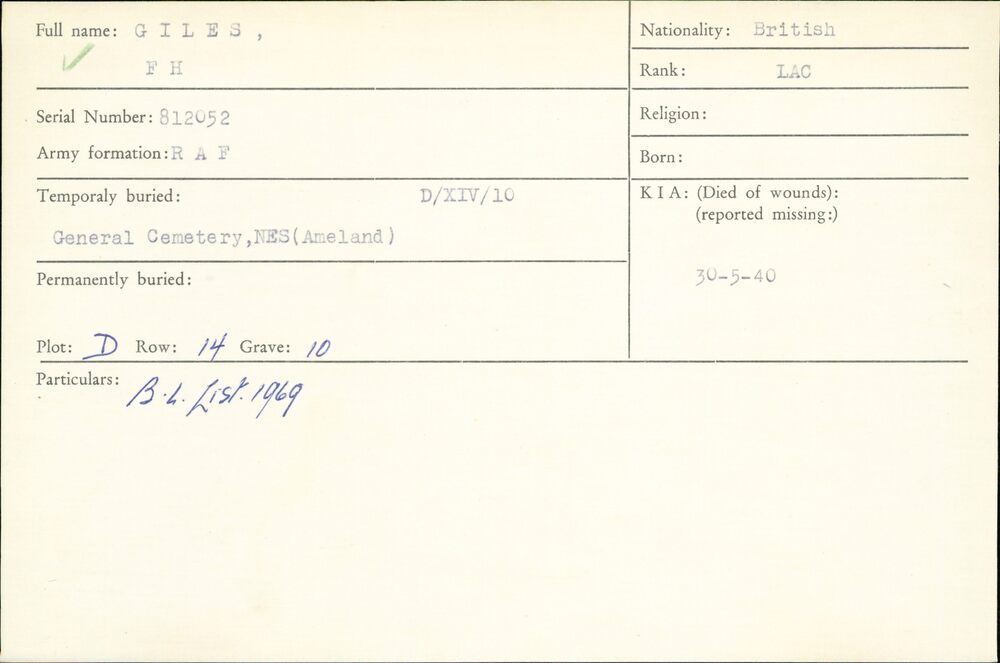 Full name: G I L E S ,
F H
Serial Number: 812052
Army formation: R A F
Temporaly buried: D/XIV/10
General Cemetery,NES(Ameland)
Permanently buried:
Plot: D Row: 14 Grave: 10
Nationality: British
Rank: LAC
Religion:
Born:
K I A: (Died of wounds):
(reported missing:)
30-5-40
Particulars: B.L. List. 1969